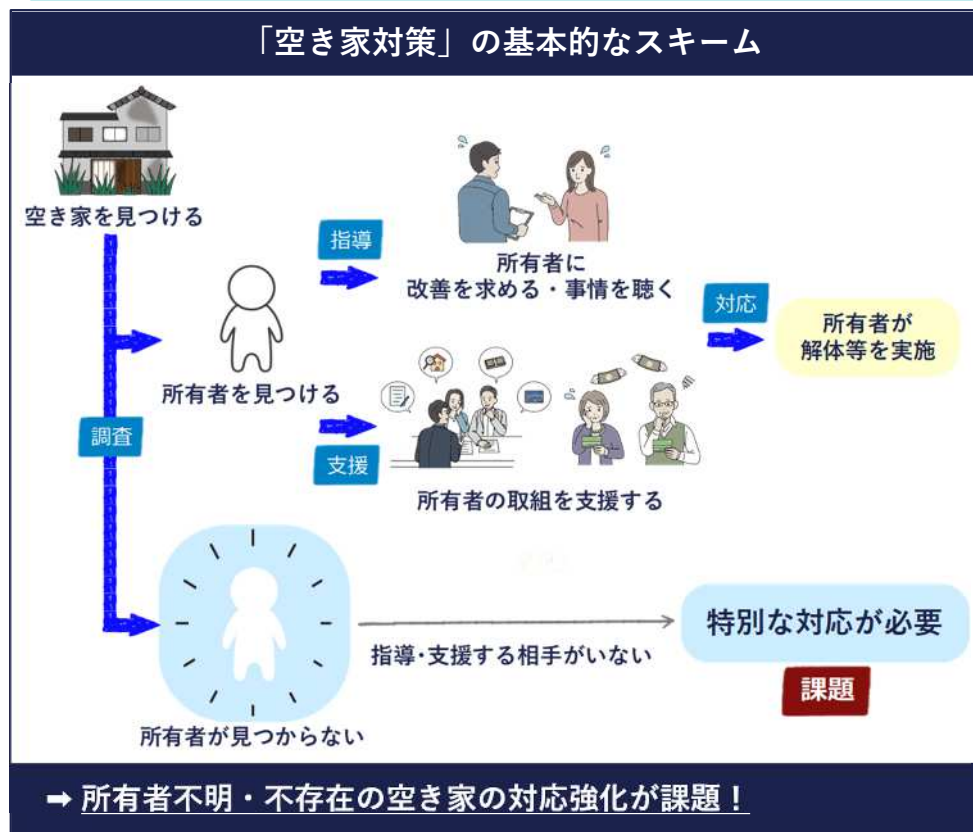 「空き家対策」の基本的なスキーム
空き家を見つける
調査
所有者を見つける
指導
所有者に
改善を求める・事情を聴く
支援
所有者の取組を支援する
対応
所有者が
解体等を実施
所有者が見つからない
指導・支援する相手がいない
特別な対応が必要
課題
➡ 所有者不明・不存在の空き家の対応強化が課題！